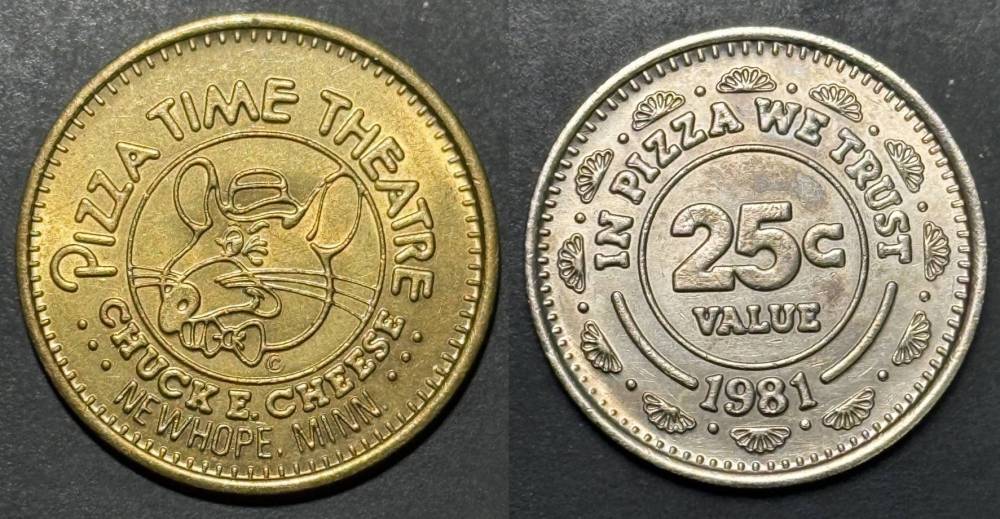 PIZZA TIME THEATRE
©
CHUCK E. CHEESE
NEWHOPE, MINN.
IN PIZZA WE TRUST
25c
VALUE
1981